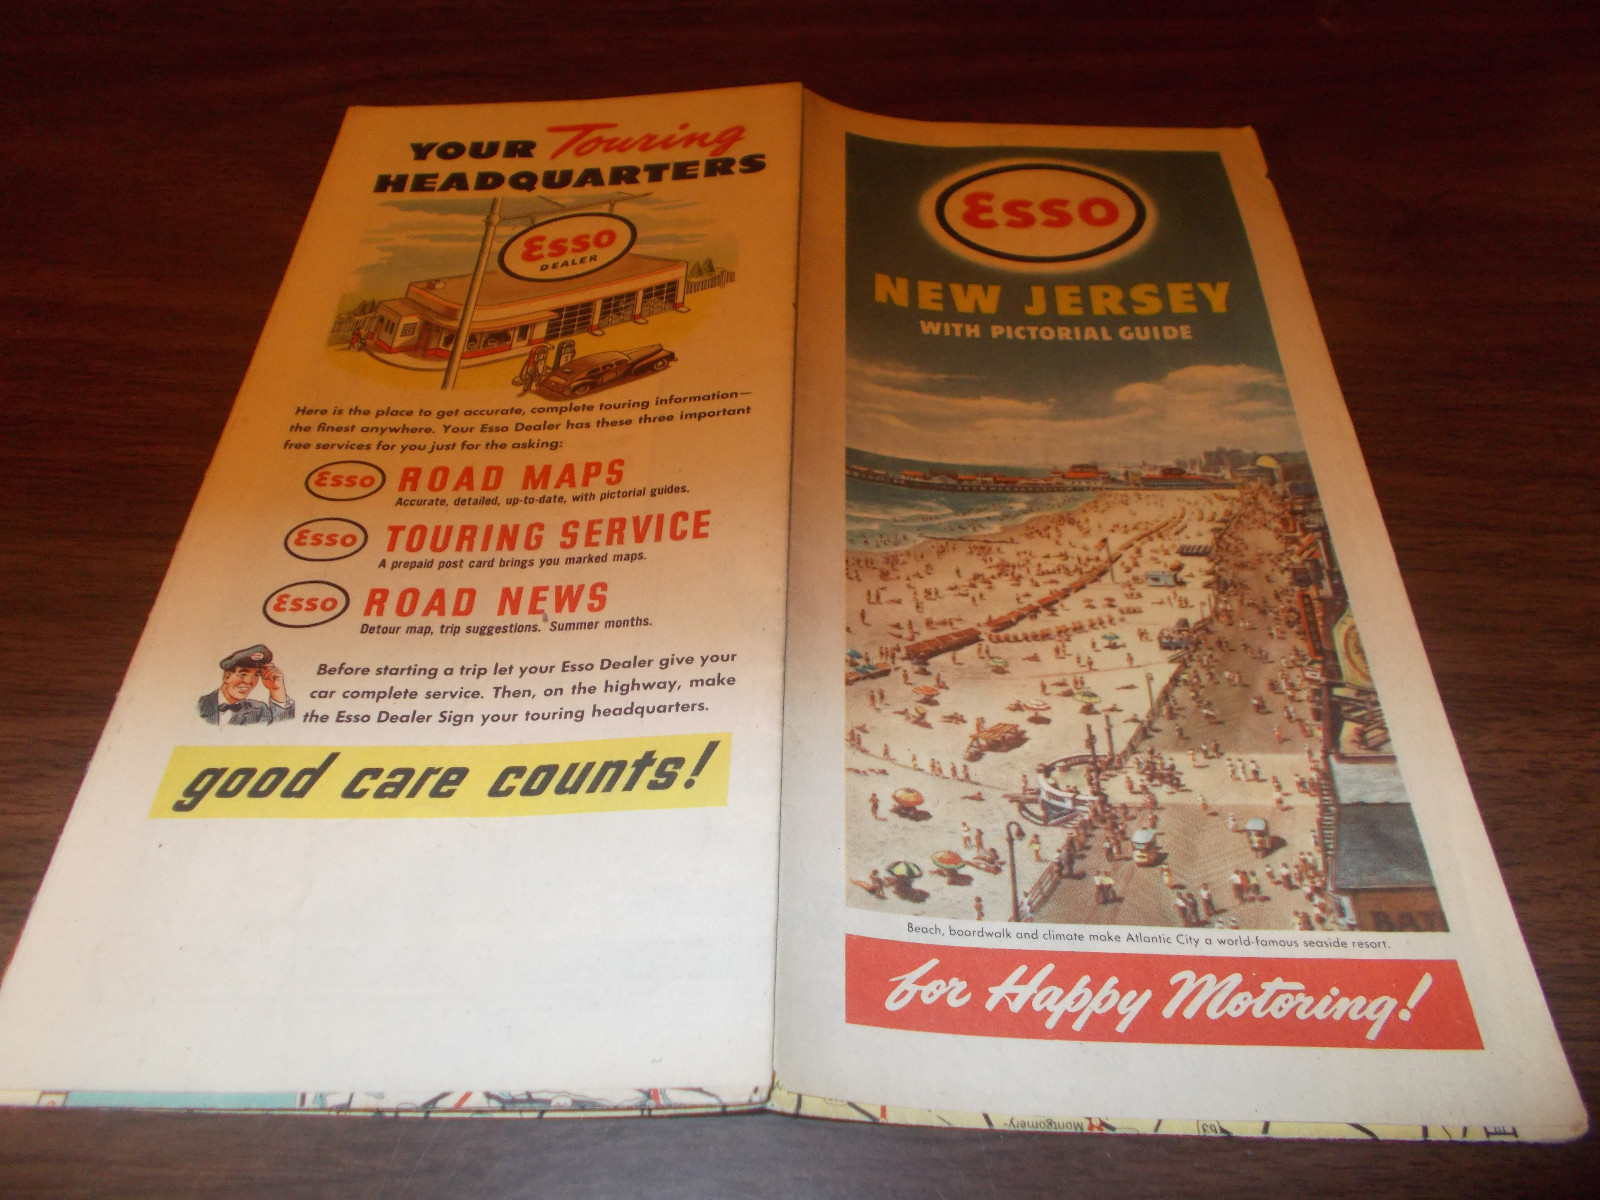 YOUR Touring
HEADQUARTERS
Esso
DEALER
Here is the place to get accurate, complete touring information—
the finest anywhere. Your Esso Dealer has these three important
free services for you just for the asking:
Esso ROAD MAPS
Accurate, detailed, up-to-date, with pictorial guides.
Esso TOURING SERVICE
A prepaid post card brings you marked maps.
Esso ROAD NEWS
Detour map, trip suggestions. Summer months.
Before starting a trip let your Esso Dealer give your
car complete service. Then, on the highway, make
the Esso Dealer Sign your touring headquarters.
good care counts!
Esso
NEW JERSEY
WITH PICTORIAL GUIDE
BAT
Beach, boardwalk and climate make Atlantic City a world-famous seaside resort.
for Happy Motoring!
Montgomery-
(63)